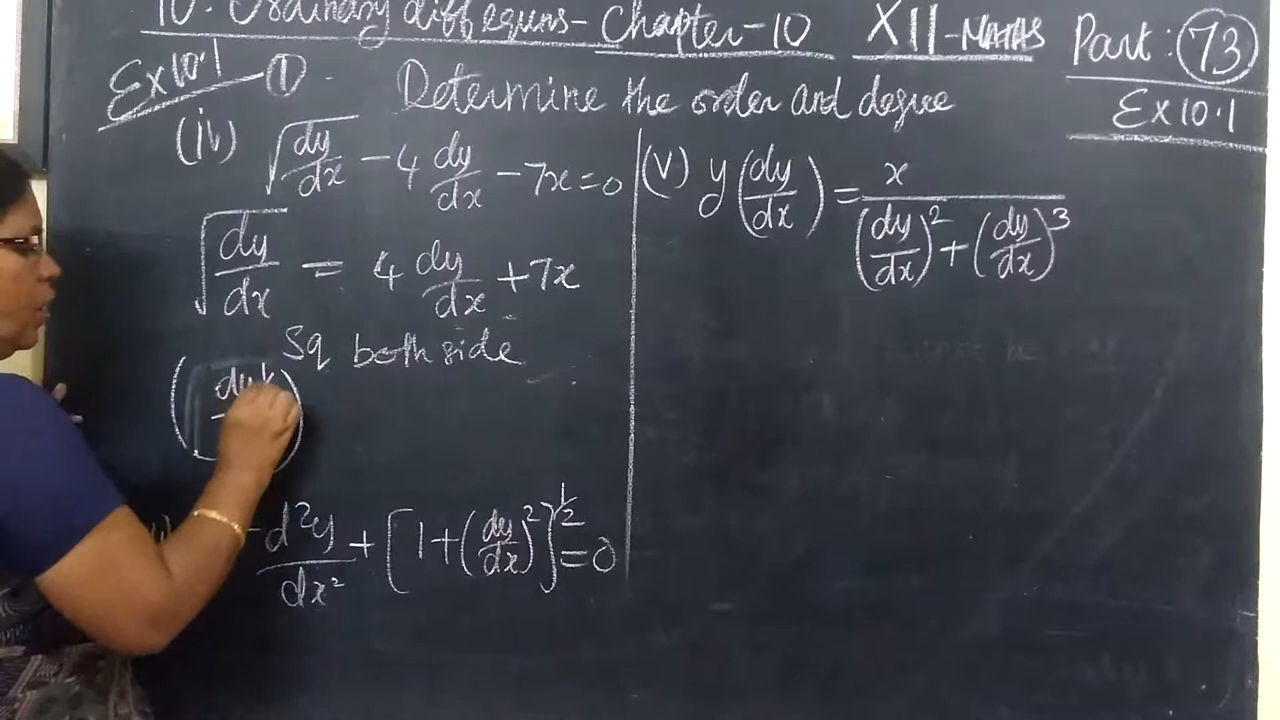 10. Ordinary diff equns - Chapter - 10 XII - MATHS Part : 73
Ex 10.1 ① Determine the order and degree Ex 10.1
(iv) √(dy/dx) - 4 dy/dx - 7x = 0
√(dy/dx) = 4 dy/dx + 7x
Sq both side
(dy
- d²y/dx² + [1 + (dy/dx)²]^½ = 0
(v) y (dy/dx) = x / ((dy/dx)² + (dy/dx)³)